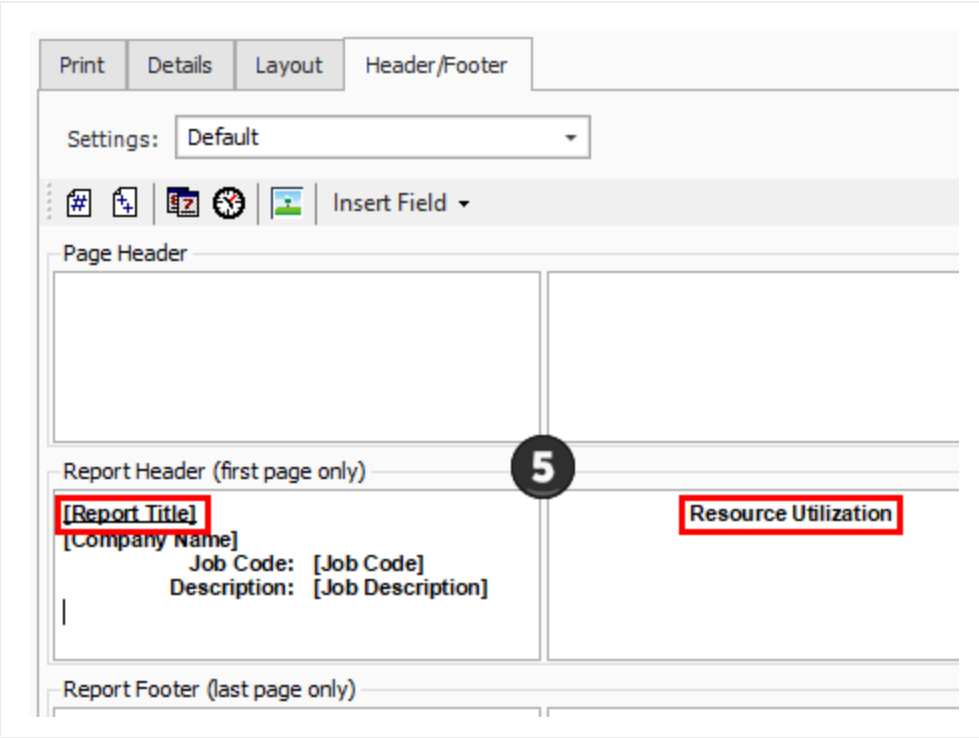 Print Details Layout Header/Footer
Settings: Default
# 7 Insert Field
Page Header
Report Header (first page only)
5
[Report Title] Resource Utilization
[Company Name]
Job Code: [Job Code]
Description: [Job Description]
Report Footer (last page only)